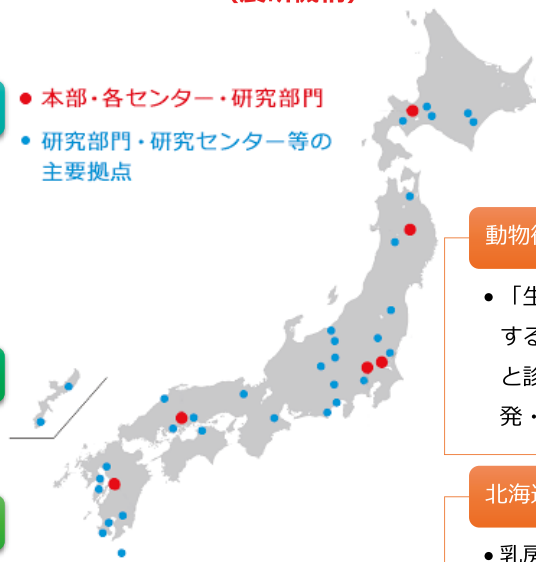 ● 本部・各センター・研究部門
● 研究部門・研究センター等の
主要拠点
動物
• 「生
する
と診
発・
北海道
• 乳房